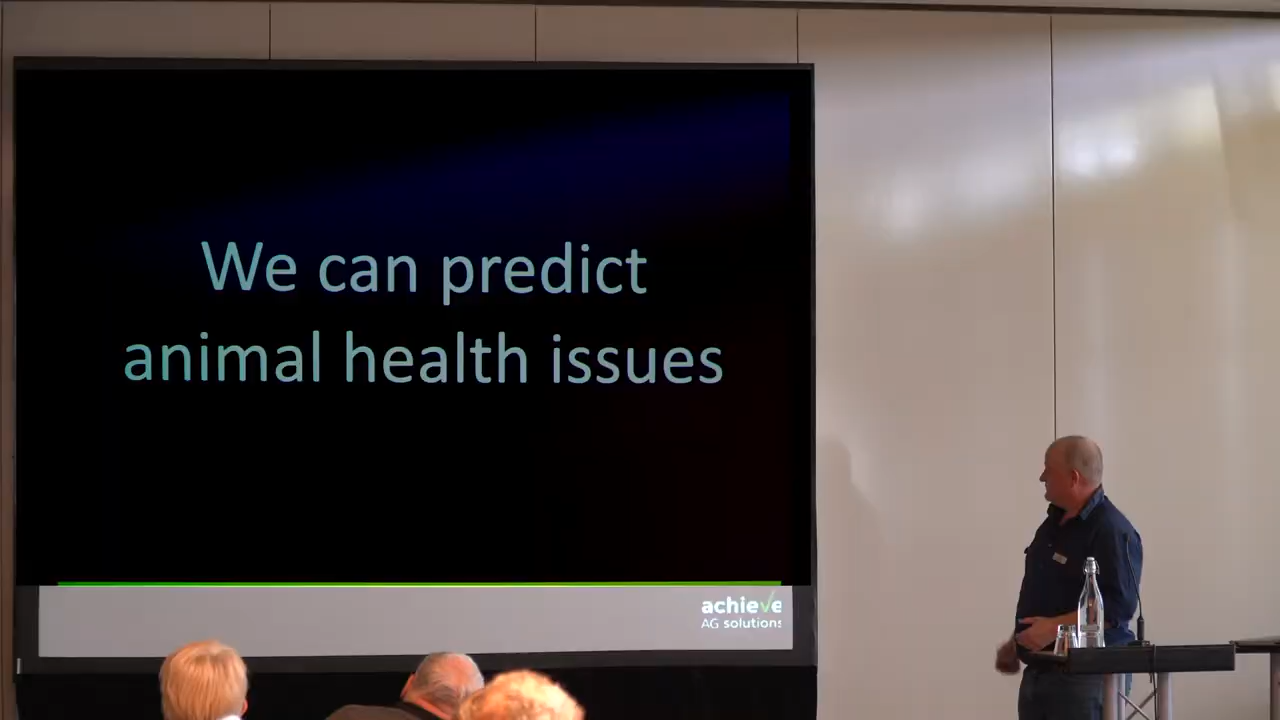 We can predict
animal health issues
achieve
AG solutions